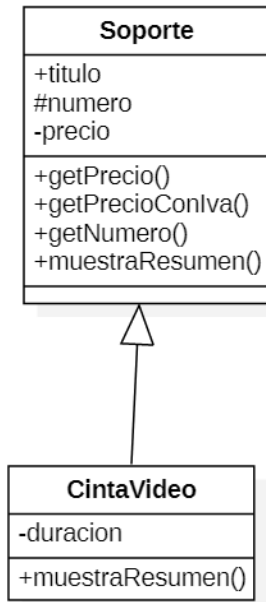 Soporte
+titulo
#numero
-precio
+getPrecio()
+getPrecioConIva()
+getNumero()
+muestraResumen()
CintaVideo
-duracion
+muestraResumen()